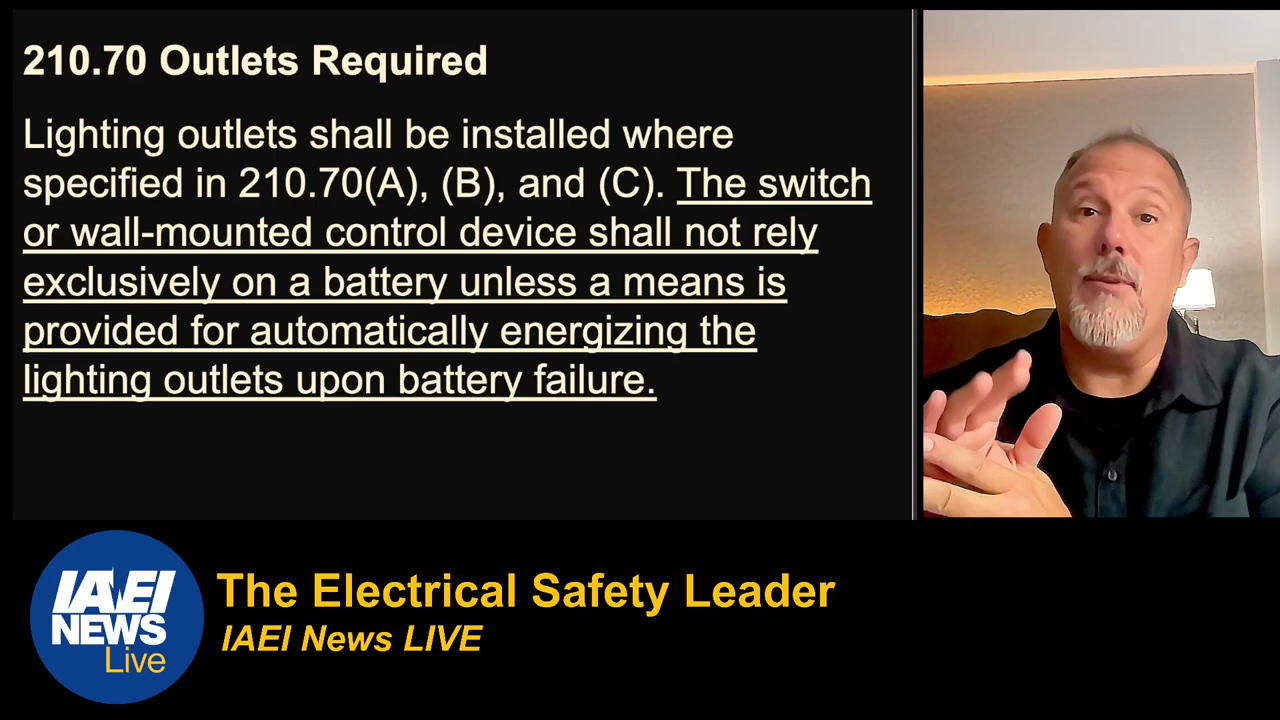 210.70 Outlets Required
Lighting outlets shall be installed where
specified in 210.70(A), (B), and (C). The switch
or wall-mounted control device shall not rely
exclusively on a battery unless a means is
provided for automatically energizing the
lighting outlets upon battery failure.
IAEI
NEWS
Live
The Electrical Safety Leader
IAEI News LIVE